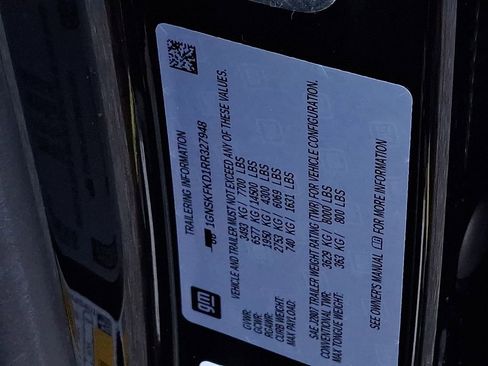 TRAILERING INFORMATION
1GNSKFKD1RR327948
VEHICLE AND TRAILER MUST NOT EXCEED ANY OF THESE VALUES.
GVWR: 3493 KG / 7700 LBS
GCWR: 6577 KG / 14500 LBS
RGAWR: 1950 KG / 4300 LBS
CURB WEIGHT: 2753 KG / 6069 LBS
MAX PAYLOAD: 740 KG / 1631 LBS
SAE J2807 TRAILER WEIGHT RATING (TWR) FOR VEHICLE CONFIGURATION.
CONVENTIONAL TWR: 3629 KG / 8000 LBS
MAX TONGUE WEIGHT: 363 KG / 800 LBS
SEE OWNER'S MANUAL FOR MORE INFORMATION
gm